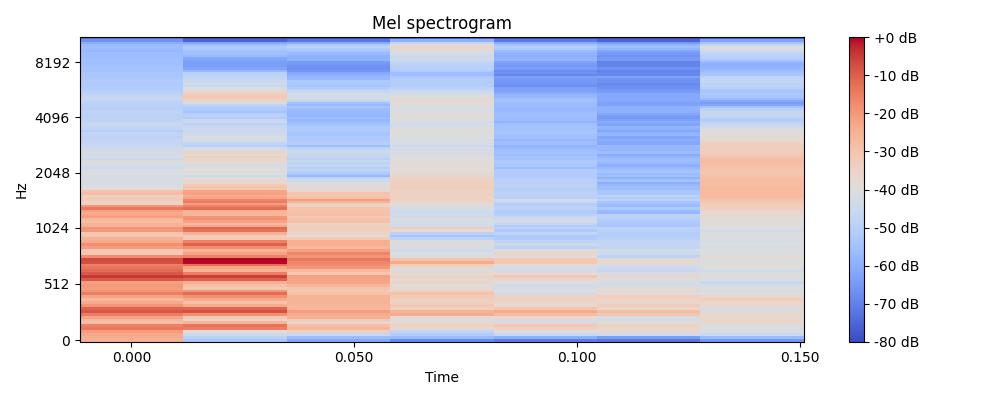 Mel spectrogram
Hz
8192
4096
2048
1024
512
0
0.000
0.050
0.100
0.150
Time
+0 dB
-10 dB
-20 dB
-30 dB
-40 dB
-50 dB
-60 dB
-70 dB
-80 dB